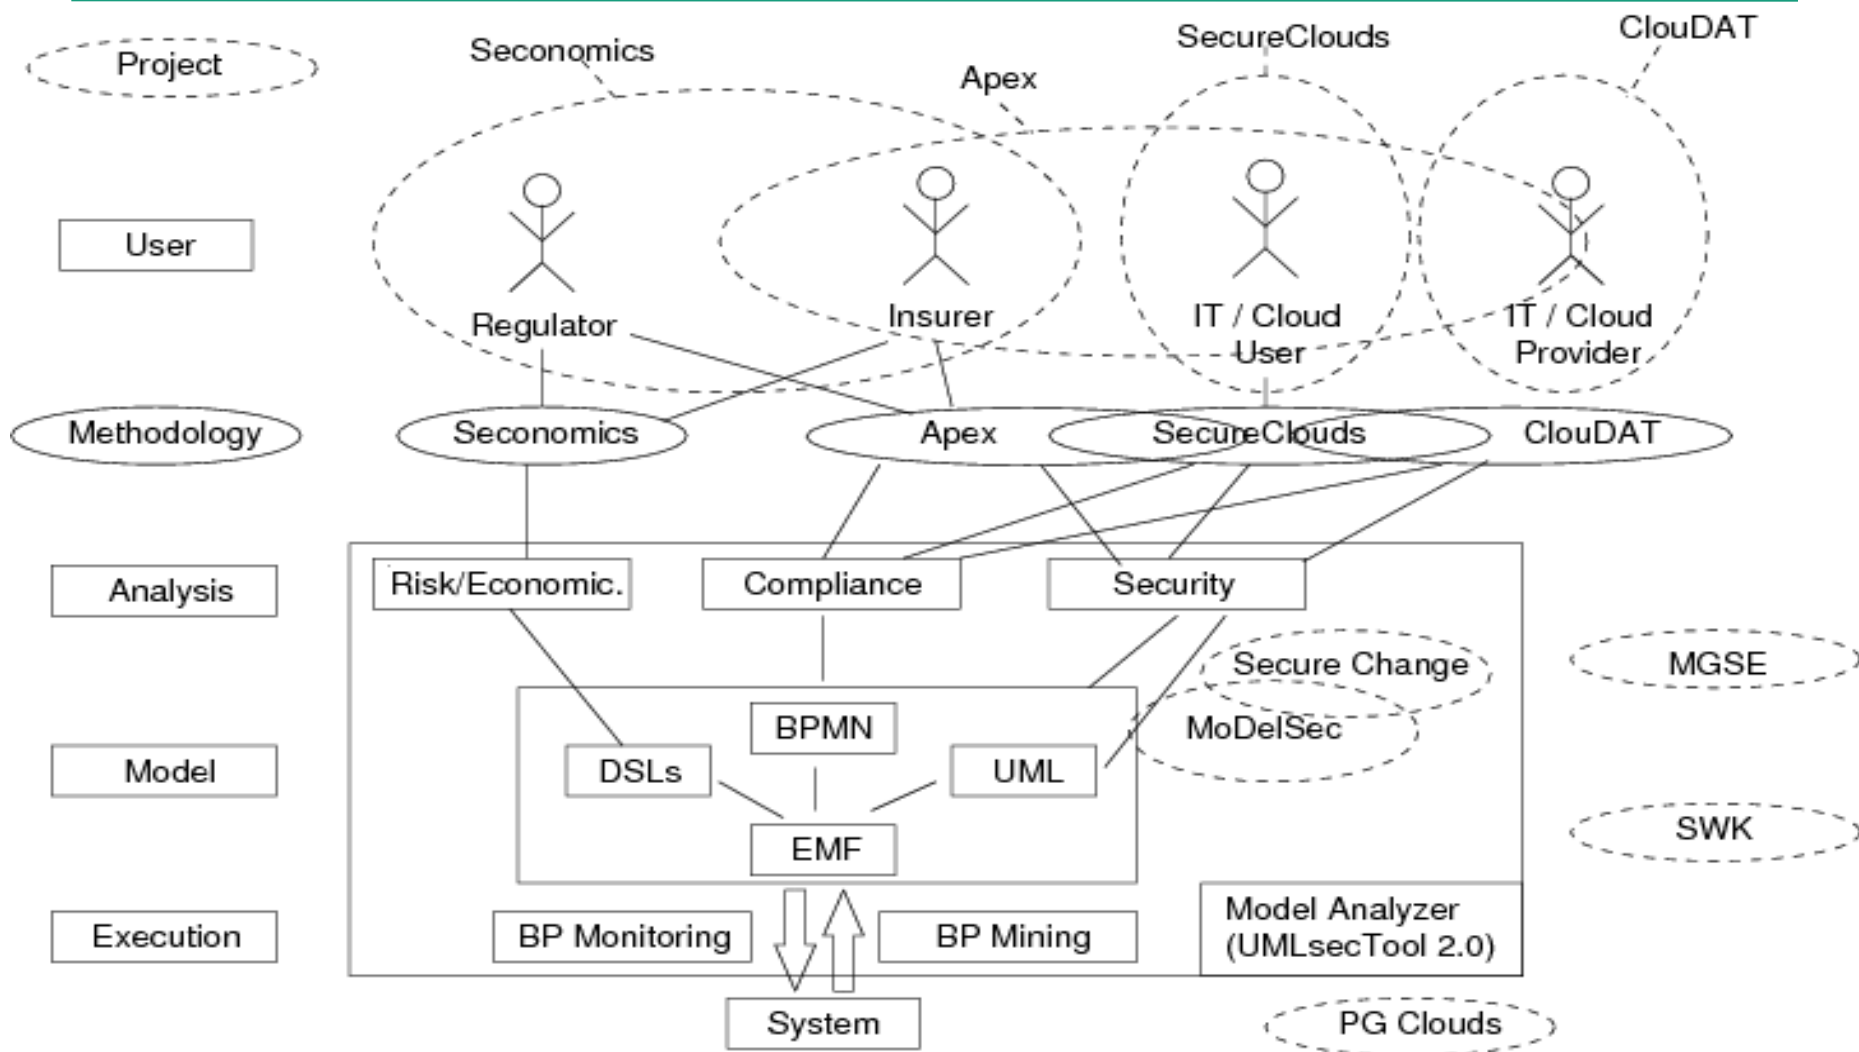 Project
Seconomics
Apex
SecureClouds
ClouDAT
User
Regulator
Insurer
IT / Cloud
User
IT / Cloud
Provider
Methodology
Seconomics
Apex
SecureClouds
ClouDAT
Analysis
Risk/Economic.
Compliance
Security
Secure Change
MGSE
MoDelSec
BPMN
Model
DSLs
UML
SWK
EMF
Execution
BP Monitoring
BP Mining
Model Analyzer
(UMLsecTool 2.0)
System
PG Clouds